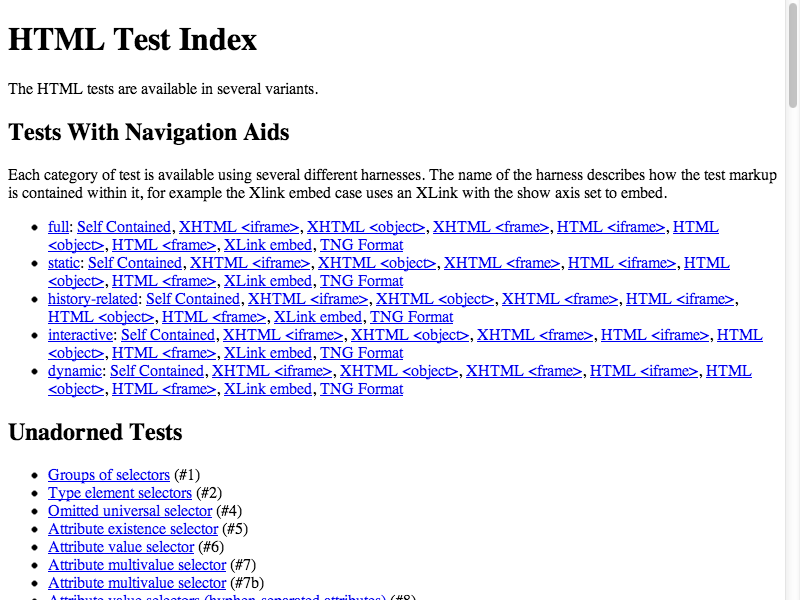 HTML Test Index
The HTML tests are available in several variants.
Tests With Navigation Aids
Each category of test is available using several different harnesses. The name of the harness describes how the test markup
is contained within it, for example the Xlink embed case uses an XLink with the show axis set to embed.
full: Self Contained, XHTML <iframe>, XHTML <object>, XHTML <frame>, HTML <iframe>, HTML
<object>, HTML <frame>, XLink embed, TNG Format
static: Self Contained, XHTML <iframe>, XHTML <object>, XHTML <frame>, HTML <iframe>, HTML
<object>, HTML <frame>, XLink embed, TNG Format
history-related: Self Contained, XHTML <iframe>, XHTML <object>, XHTML <frame>, HTML <iframe>,
HTML <object>, HTML <frame>, XLink embed, TNG Format
interactive: Self Contained, XHTML <iframe>, XHTML <object>, XHTML <frame>, HTML <iframe>, HTML
<object>, HTML <frame>, XLink embed, TNG Format
dynamic: Self Contained, XHTML <iframe>, XHTML <object>, XHTML <frame>, HTML <iframe>, HTML
<object>, HTML <frame>, XLink embed, TNG Format
Unadorned Tests
Groups of selectors (#1)
Type element selectors (#2)
Omitted universal selector (#4)
Attribute existence selector (#5)
Attribute value selector (#6)
Attribute multivalue selector (#7)
Attribute multivalue selector (#7b)
Attribute value selectors (hyphen-separated attributes) (#8)